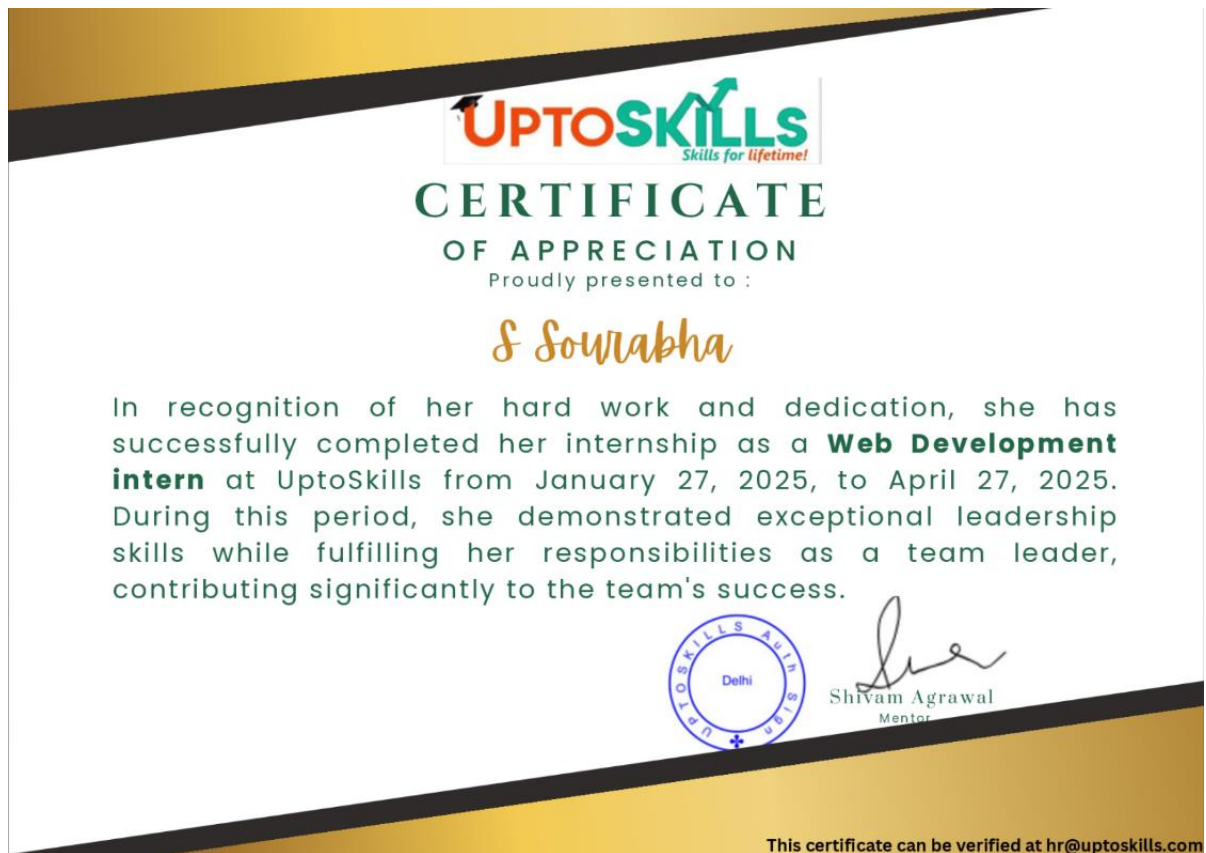 UPTOSKILLS
Skills for lifetime!
CERTIFICATE
OF APPRECIATION
Proudly presented to :
S Sourabha
In recognition of her hard work and dedication, she has
successfully completed her internship as a Web Development
intern at UptoSkills from January 27, 2025, to April 27, 2025.
During this period, she demonstrated exceptional leadership
skills while fulfilling her responsibilities as a team leader,
contributing significantly to the team's success.
UPTOSKILLS Auth Sign
Delhi
Shivam Agrawal
Mentor
This certificate can be verified at hr@uptoskills.com